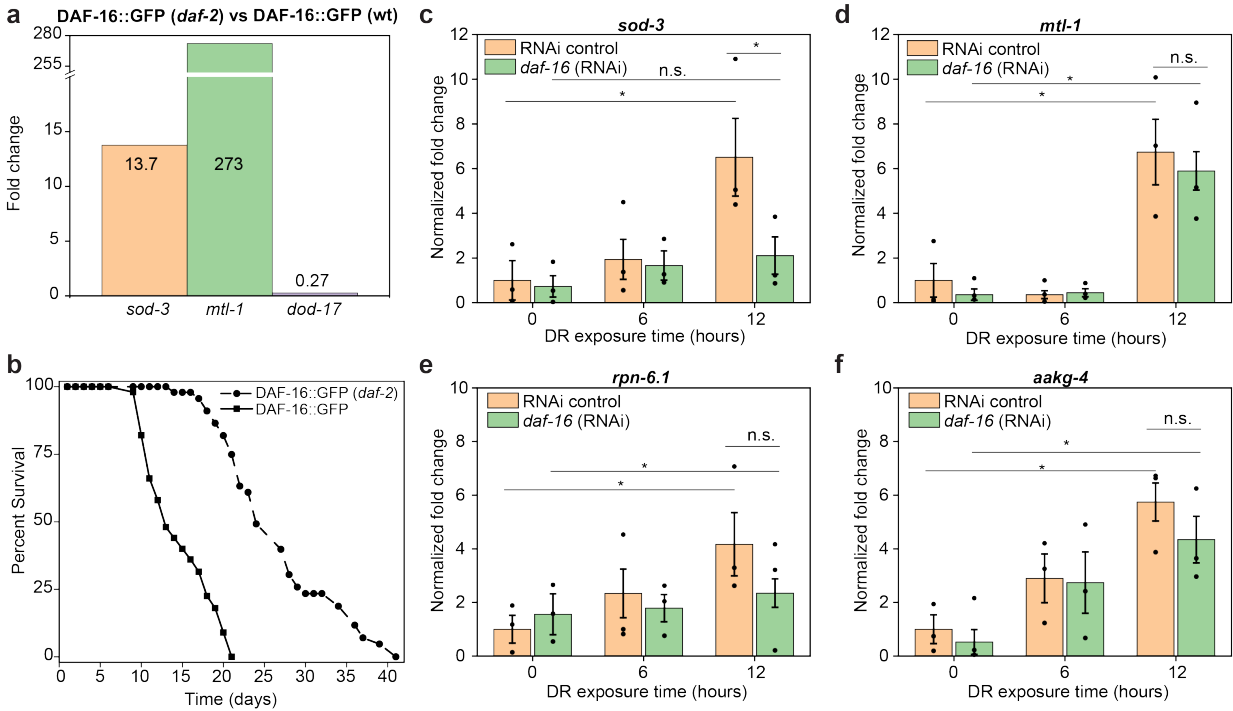 a
DAF-16::GFP (daf-2) vs DAF-16::GFP (wt)
Fold change
280
255
15
10
5
0
13.7
273
0.27
sod-3 mtl-1 dod-17
b
Percent Survival
100
75
50
25
0
DAF-16::GFP (daf-2)
DAF-16::GFP
0 5 10 15 20 25 30 35 40
Time (days)
c
sod-3
Normalized fold change
12
10
8
6
4
2
0
RNAi control
daf-16 (RNAi)
*
n.s.
*
0 6 12
DR exposure time (hours)
d
mtl-1
Normalized fold change
12
10
8
6
4
2
0
RNAi control
daf-16 (RNAi)
n.s.
*
*
0 6 12
DR exposure time (hours)
e
rpn-6.1
Normalized fold change
10
8
6
4
2
0
RNAi control
daf-16 (RNAi)
n.s.
*
*
0 6 12
DR exposure time (hours)
f
aakg-4
Normalized fold change
10
8
6
4
2
0
RNAi control
daf-16 (RNAi)
n.s.
*
*
0 6 12
DR exposure time (hours)